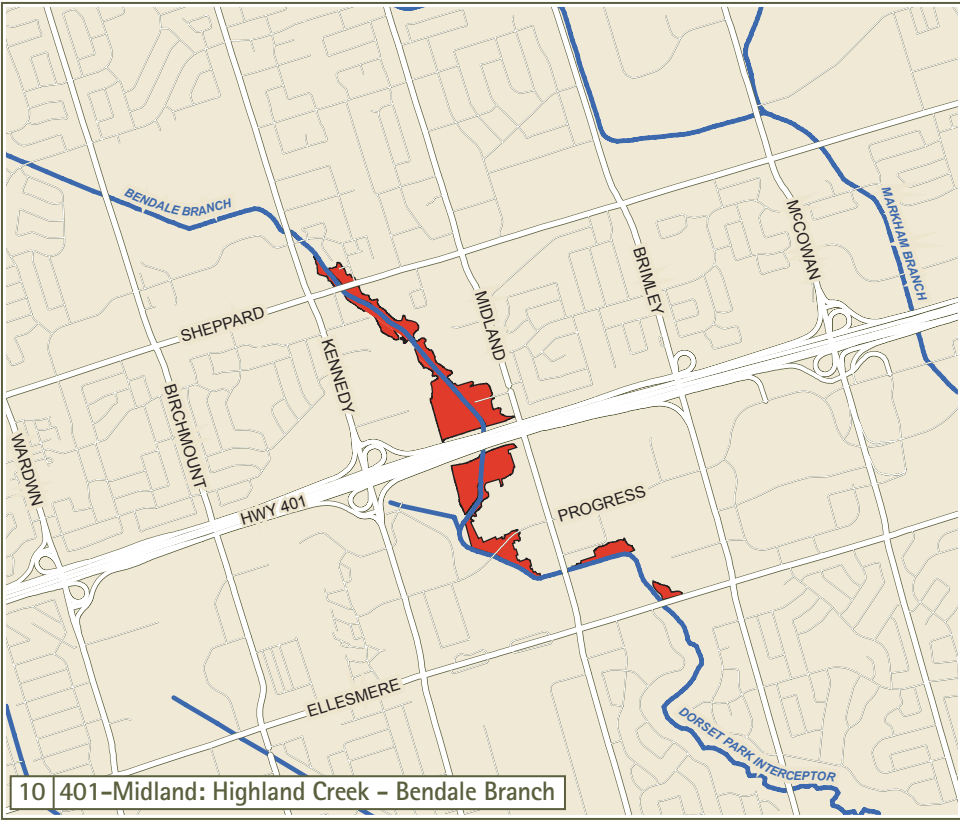 BENDALE BRANCH
MARKHAM BRANCH
McCOWAN
BRIMLEY
MIDLAND
SHEPPARD
KENNEDY
BIRCHMOUNT
WARDWN
HWY 401
PROGRESS
ELLESMERE
DORSET PARK INTERCEPTOR
10 401-Midland: Highland Creek - Bendale Branch